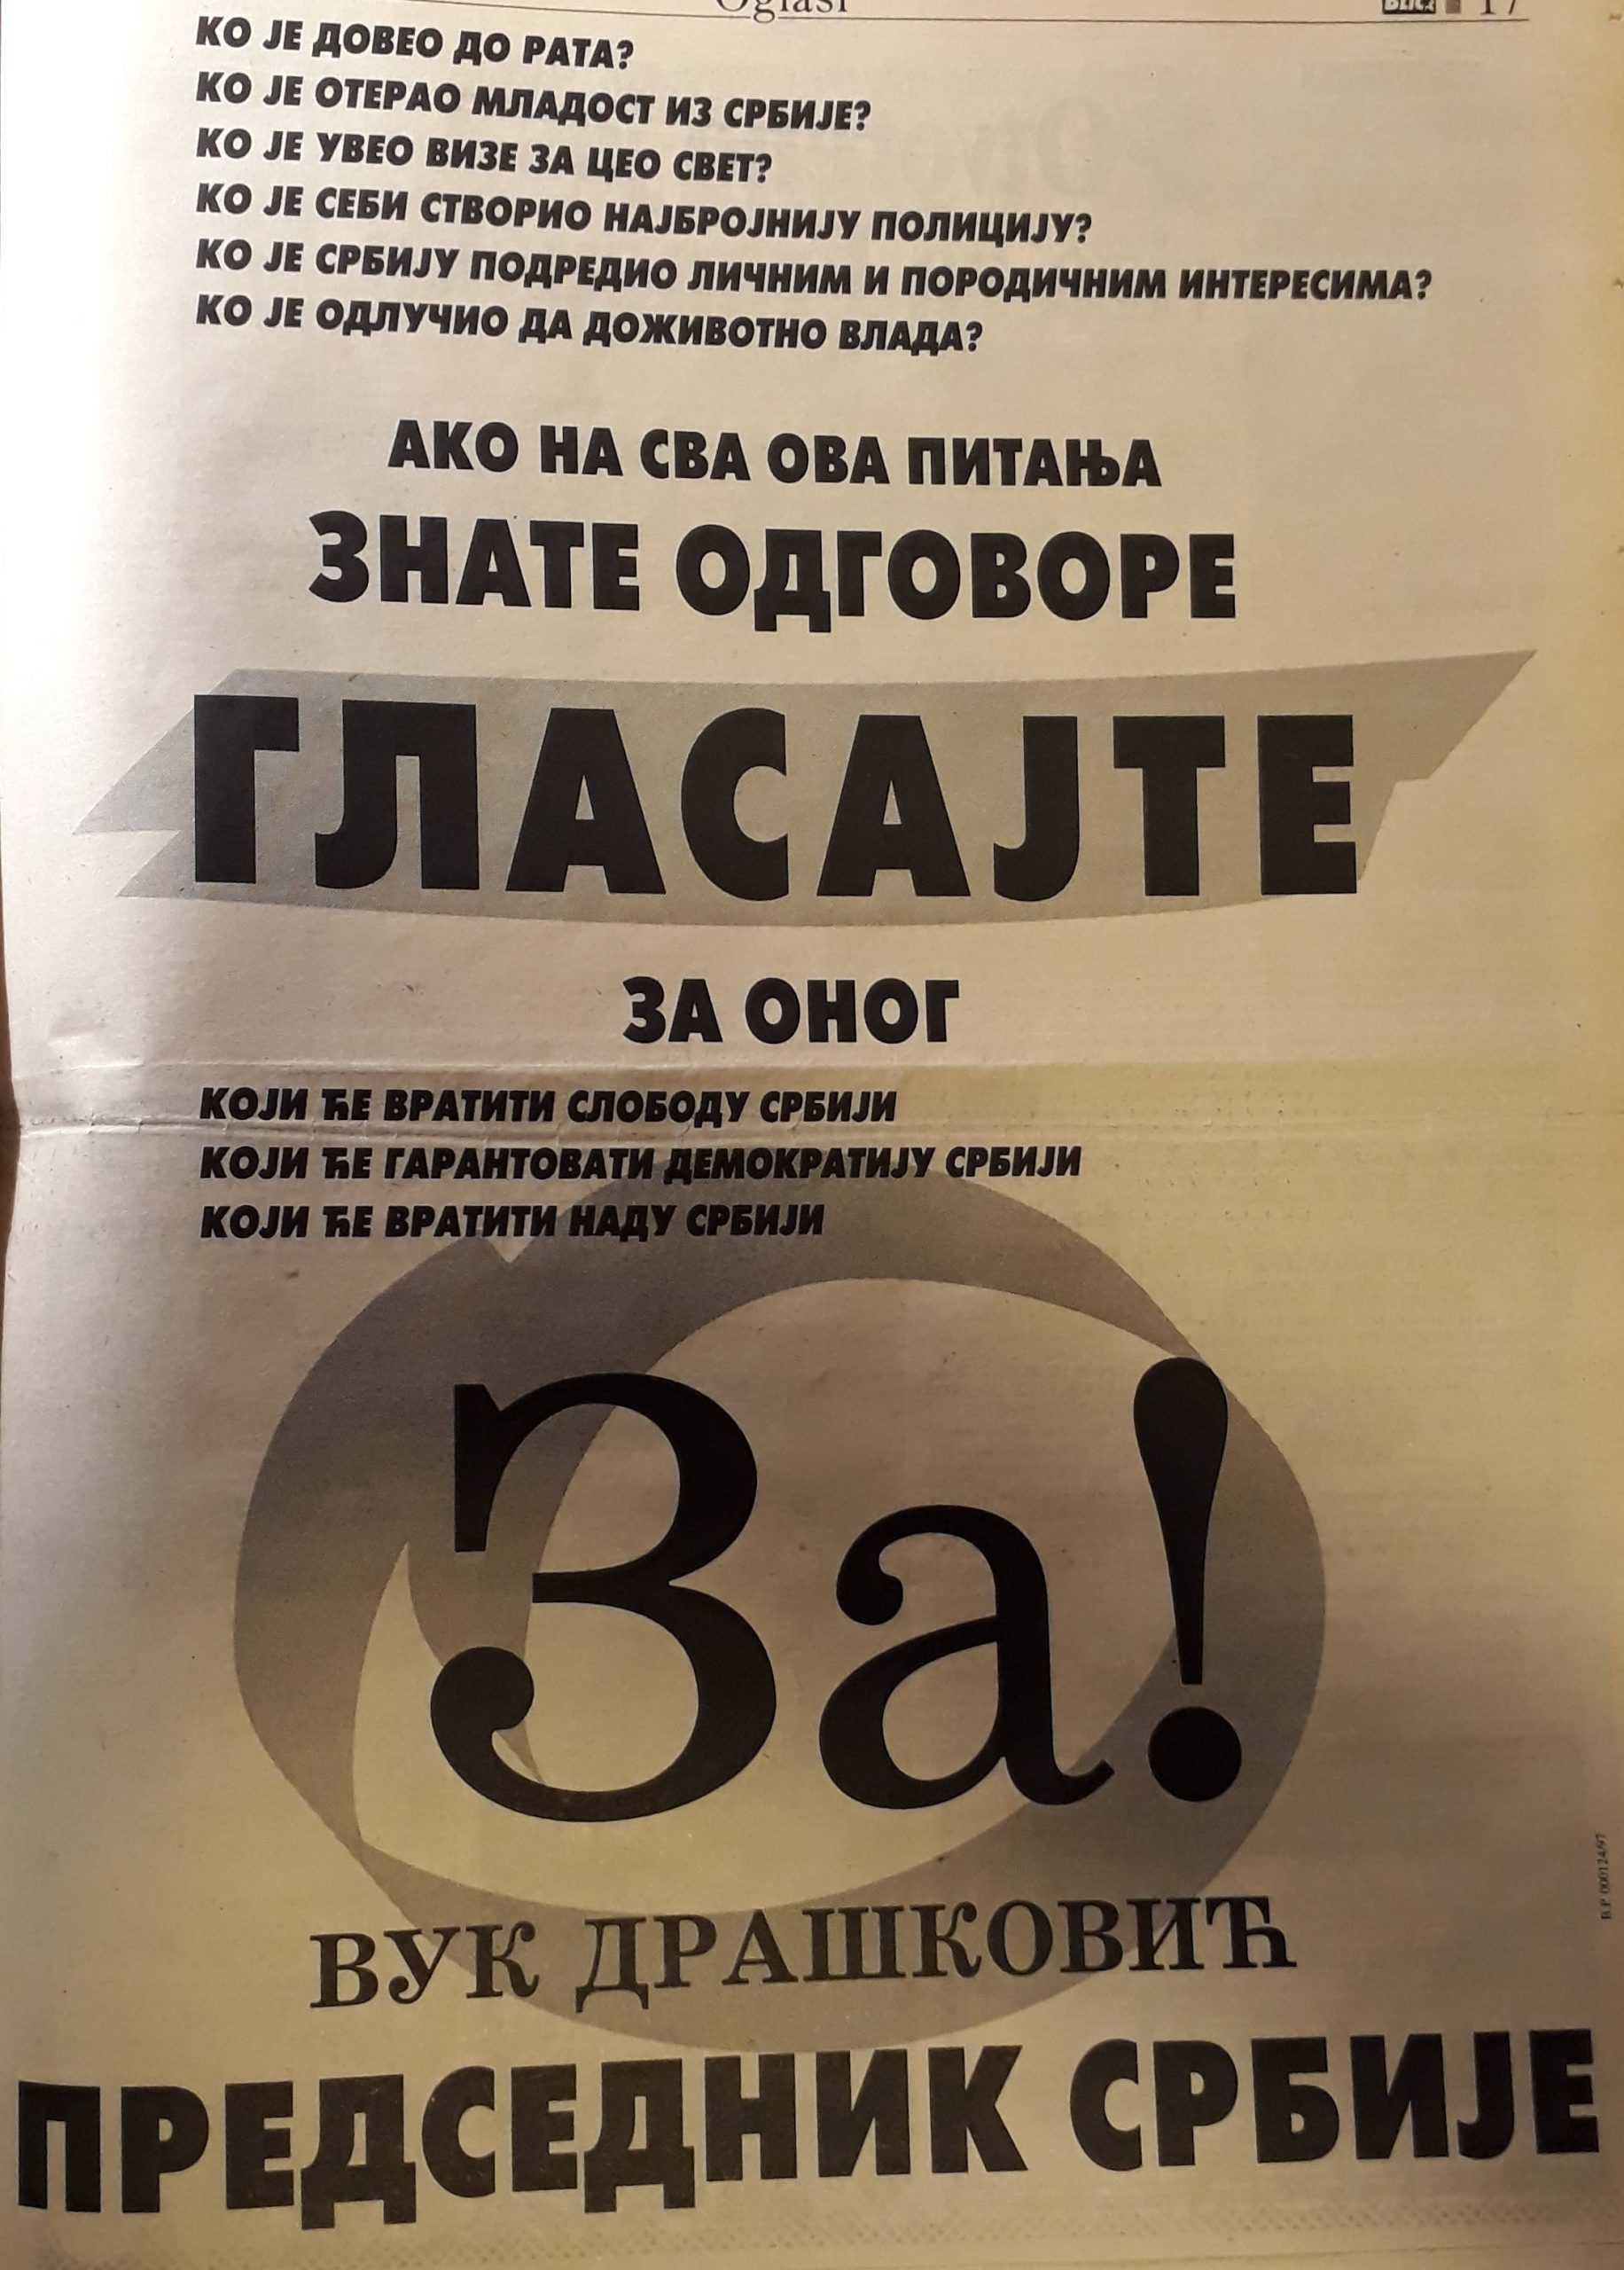 Oglasi
Blic 17
КО ЈЕ ДОВЕО ДО РАТА?
КО ЈЕ ОТЕРАО МЛАДОСТ ИЗ СРБИЈЕ?
КО ЈЕ УВЕО ВИЗЕ ЗА ЦЕО СВЕТ?
КО ЈЕ СЕБИ СТВОРИО НАЈБРОЈНИЈУ ПОЛИЦИЈУ?
КО ЈЕ СРБИЈУ ПОДРЕДИО ЛИЧНИМ И ПОРОДИЧНИМ ИНТЕРЕСИМА?
КО ЈЕ ОДЛУЧИО ДА ДОЖИВОТНО ВЛАДА?
АКО НА СВА ОВА ПИТАЊА
ЗНАТЕ ОДГОВОРЕ
ГЛАСАЈТЕ
ЗА ОНОГ
КОЈИ ЋЕ ВРАТИТИ СЛОБОДУ СРБИЈИ
КОЈИ ЋЕ ГАРАНТОВАТИ ДЕМОКРАТИЈУ СРБИЈИ
КОЈИ ЋЕ ВРАТИТИ НАДУ СРБИЈИ
За!
B.P. 000124/97
ВУК ДРАШКОВИЋ
ПРЕДСЕДНИК СРБИЈЕ